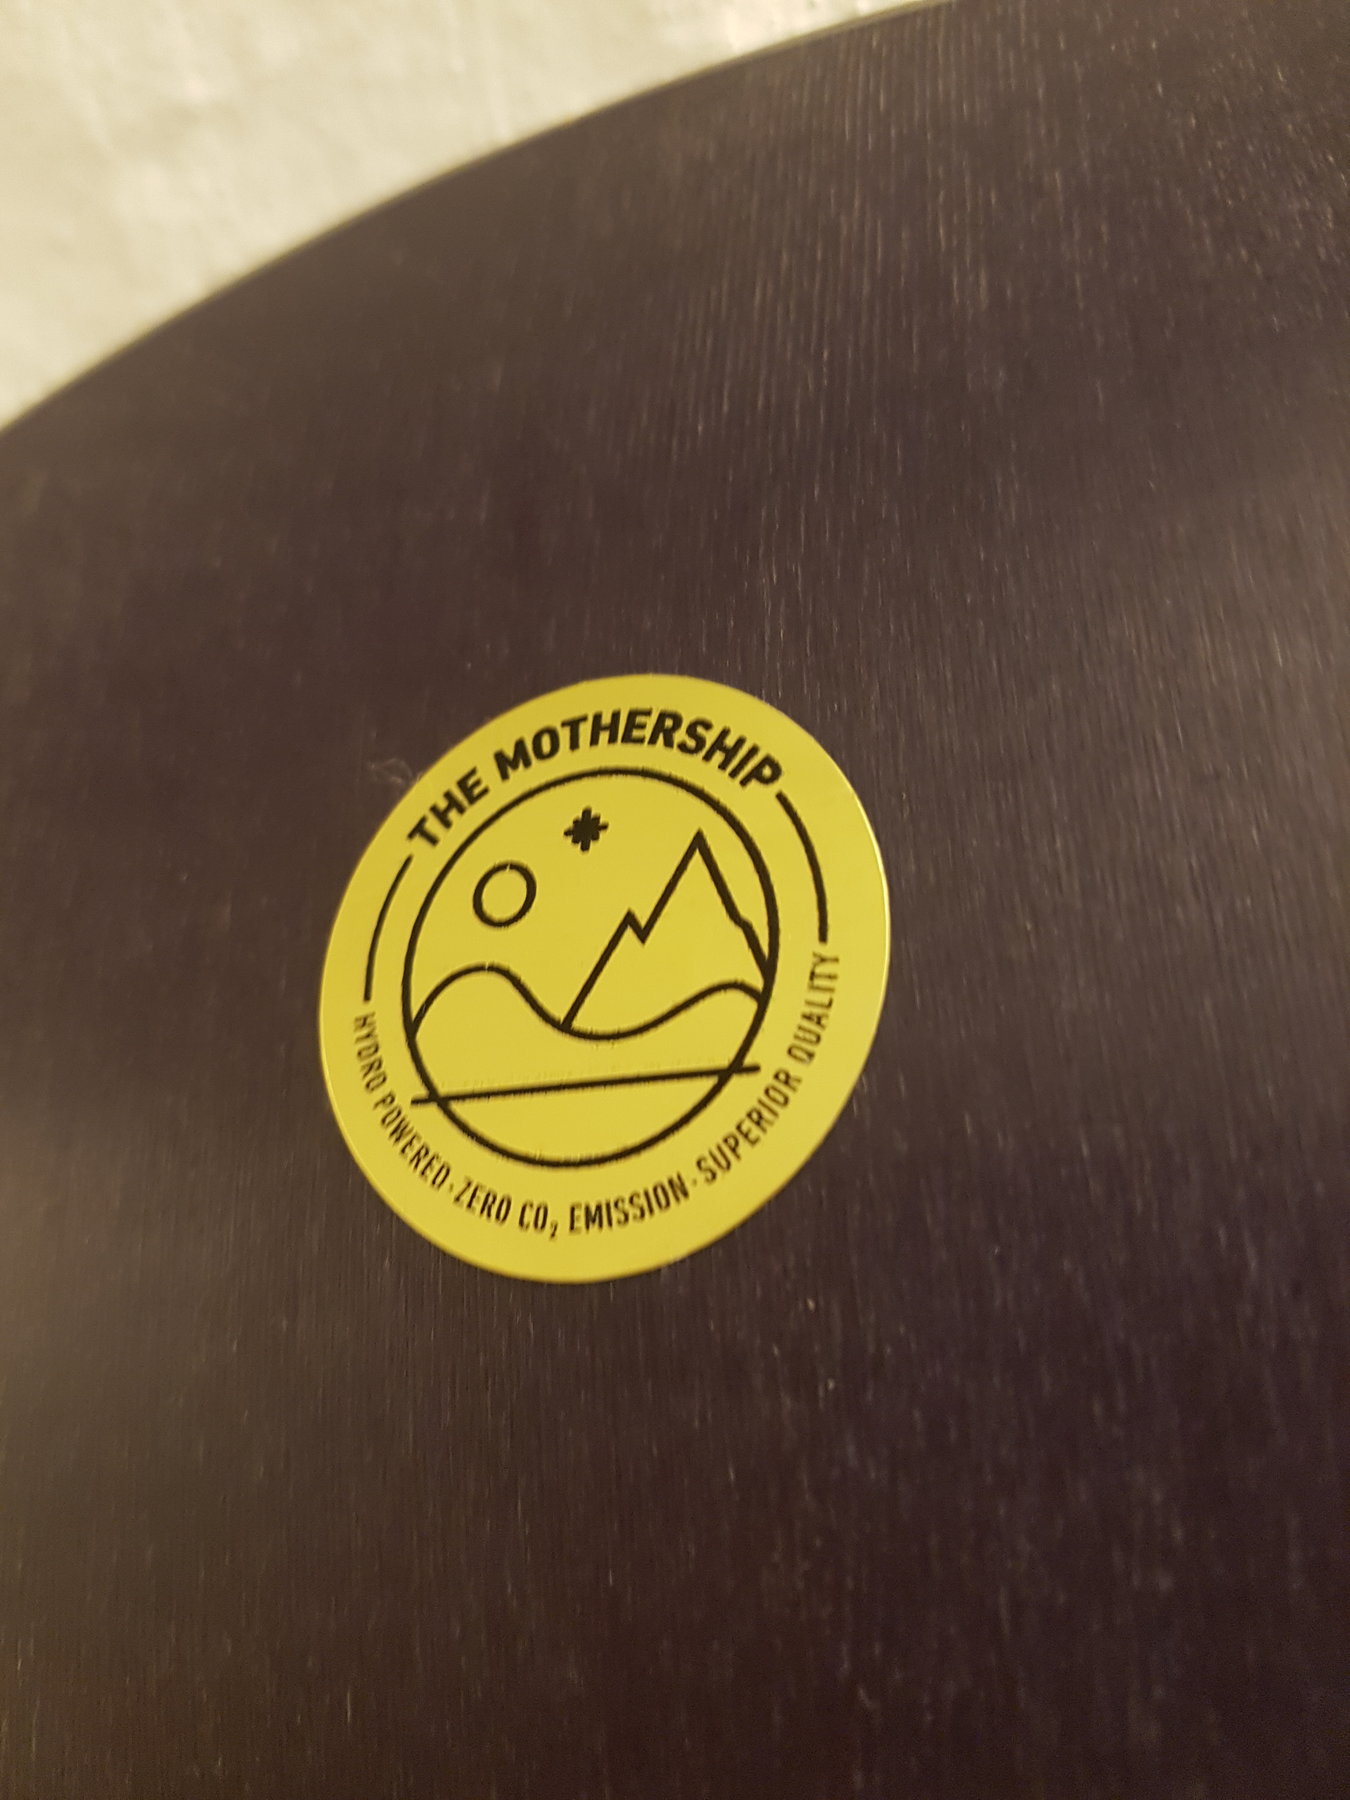 THE MOTHERSHIP
HYDRO POWERED · ZERO CO₂ EMISSION · SUPERIOR QUALITY